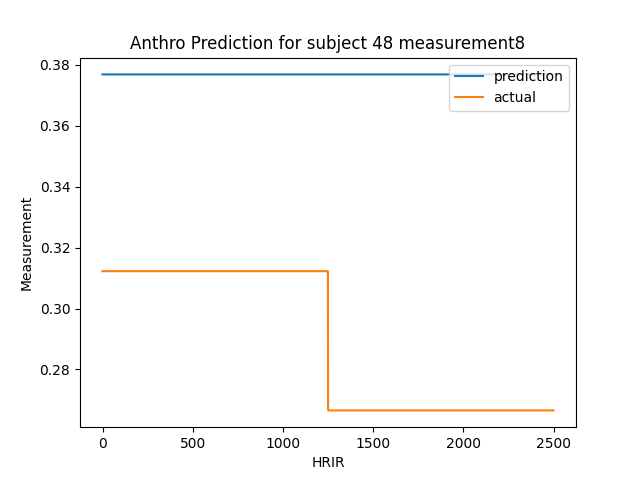 Anthro Prediction for subject 48 measurement8
prediction
actual
Measurement
0.38
0.36
0.34
0.32
0.30
0.28
0 500 1000 1500 2000 2500
HRIR